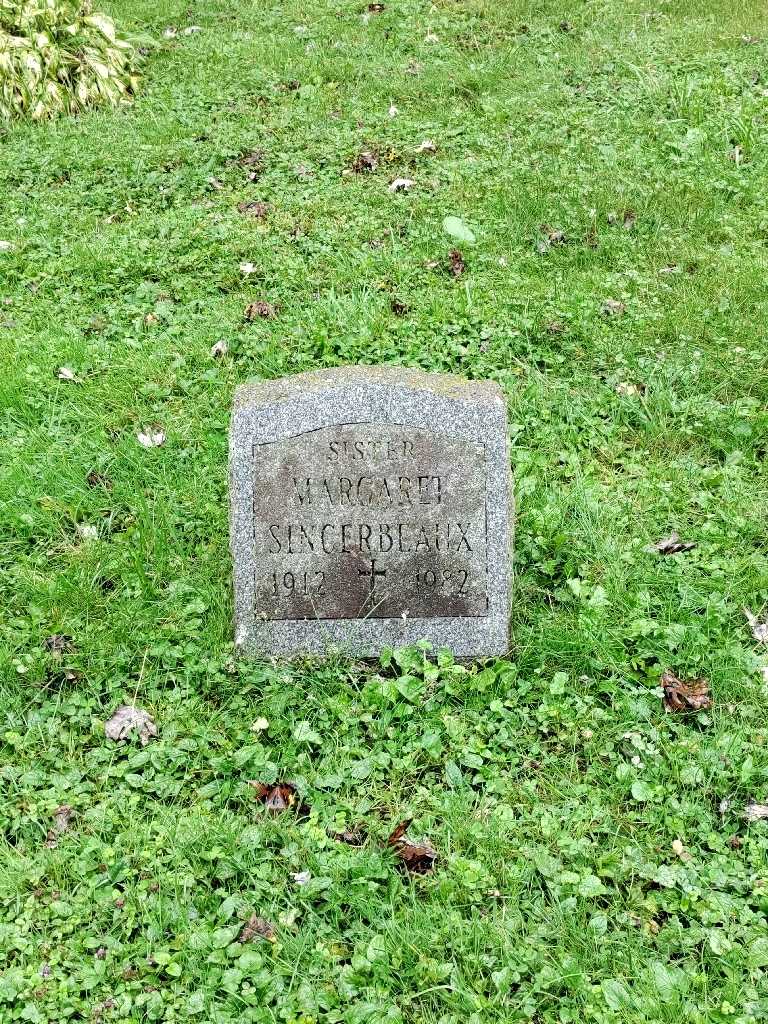 SISTER
MARGARET
SINCERBEAUX
1912 1982